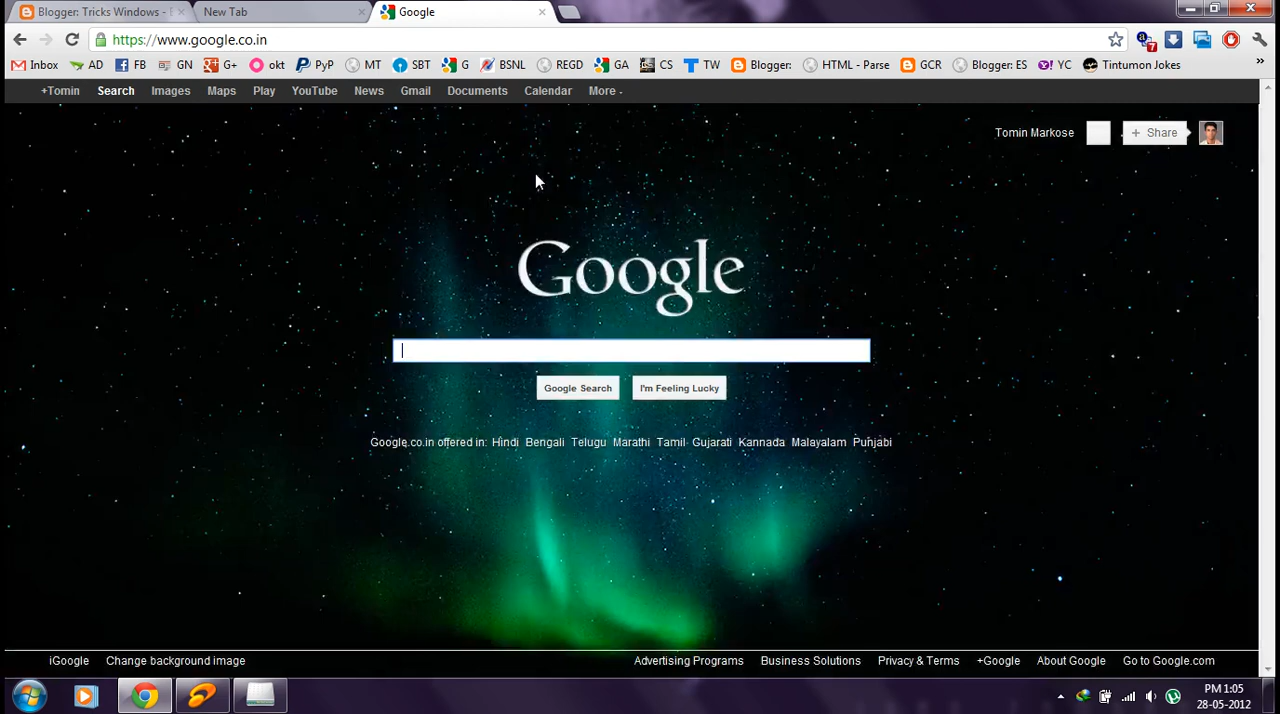 Blogger: Tricks Windows -
New Tab
Google
https://www.google.co.in
7
Inbox AD FB GN G+ okt PyP MT SBT G BSNL REGD GA CS TW Blogger: HTML - Parse GCR Blogger: ES YC Tintumon Jokes »
+Tomin Search Images Maps Play YouTube News Gmail Documents Calendar More
Tomin Markose + Share
Google
Google Search I'm Feeling Lucky
Google.co.in offered in: Hindi Bengali Telugu Marathi Tamil Gujarati Kannada Malayalam Punjabi
iGoogle Change background image Advertising Programs Business Solutions Privacy & Terms +Google About Google Go to Google.com
PM 1:05
28-05-2012